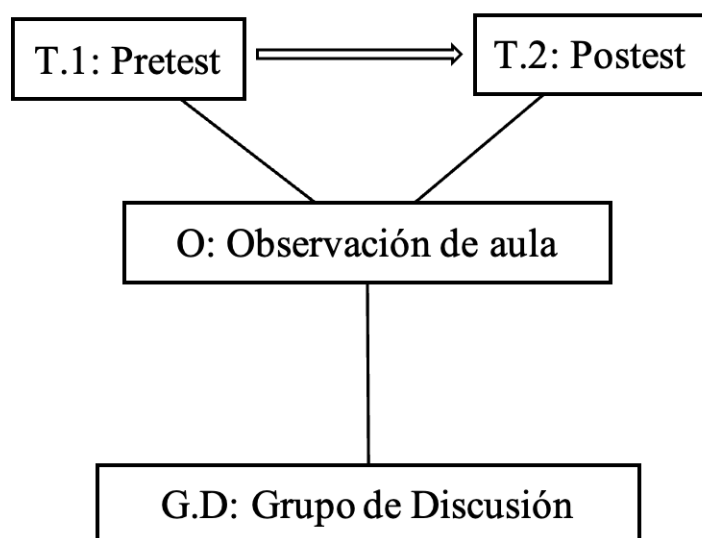 T.1: Pretest
T.2: Postest
O: Observación de aula
G.D: Grupo de Discusión